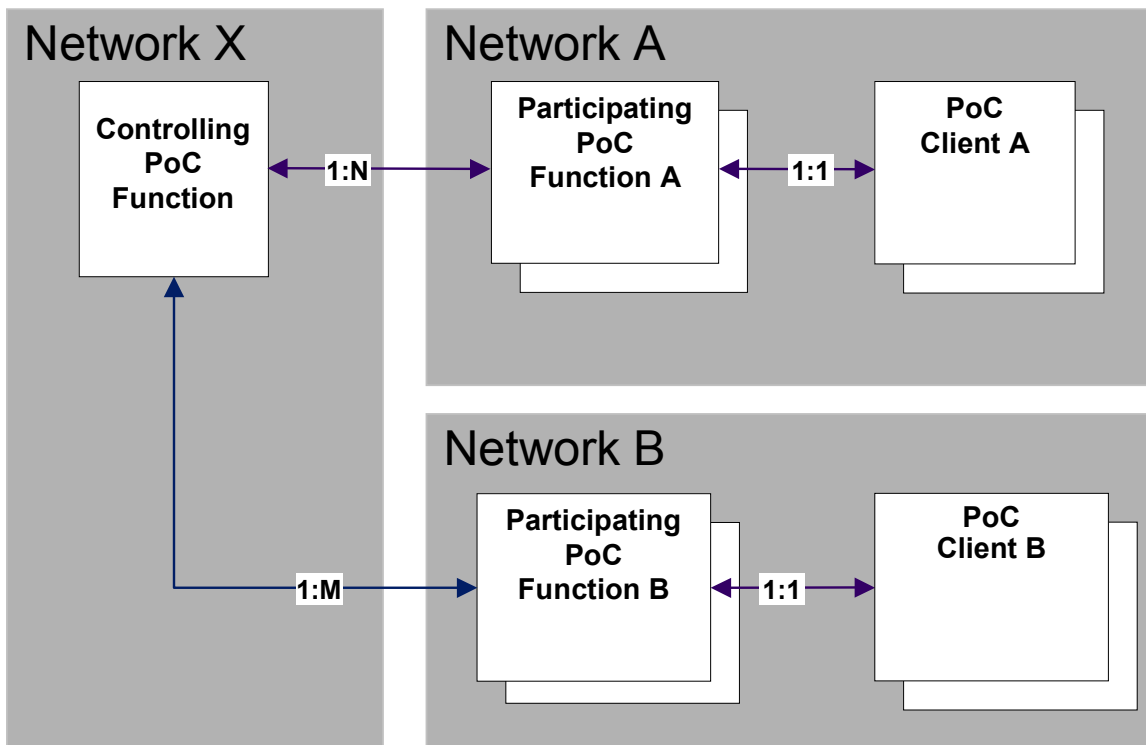 Network X
Controlling
PoC
Function
1:N
Network A
Participating
PoC
Function A
1:1
PoC
Client A
Network B
1:M
Participating
PoC
Function B
1:1
PoC
Client B